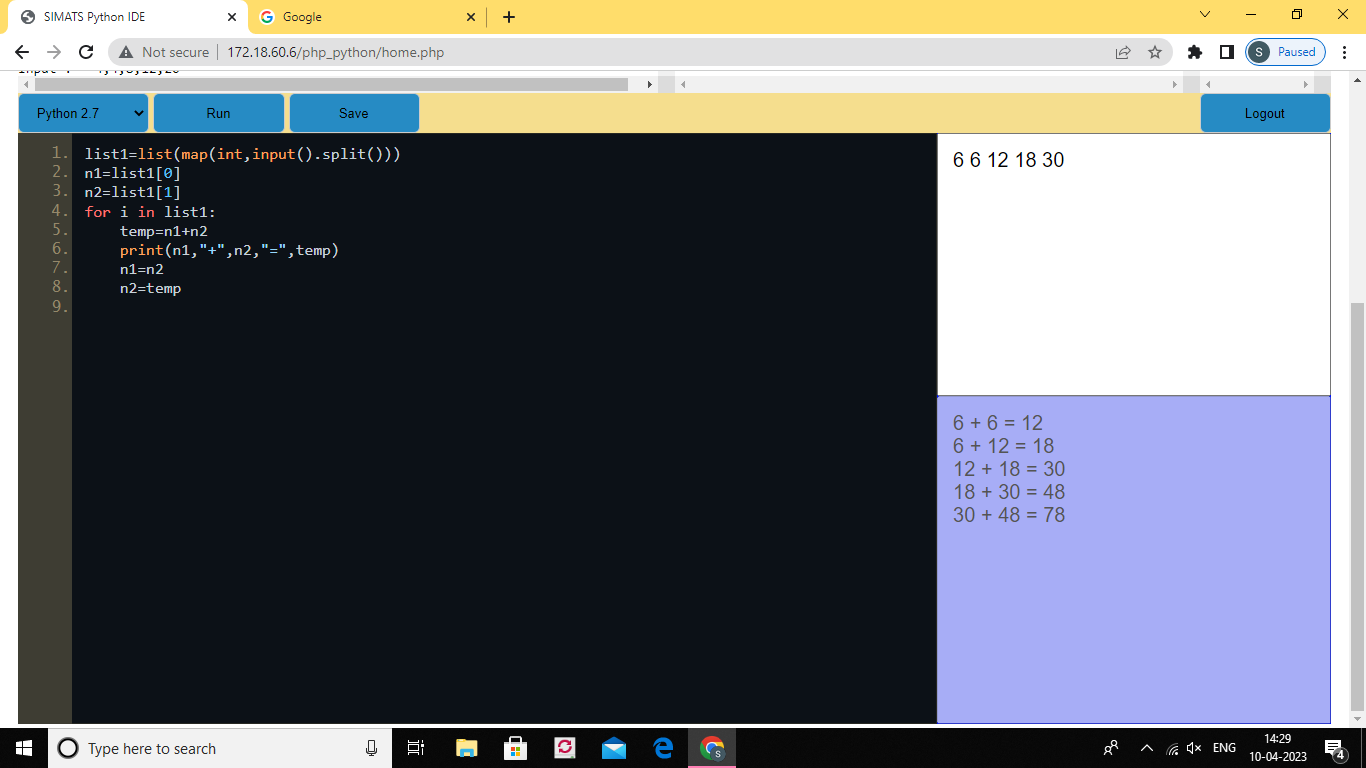 SIMATS Python IDE
Google
Not secure
172.18.60.6/php_python/home.php
S Paused
Python 2.7
Run
Save
Logout
1. list1=list(map(int,input().split()))
2. n1=list1[0]
3. n2=list1[1]
4. for i in list1:
5. temp=n1+n2
6. print(n1,"+",n2,"=",temp)
7. n1=n2
8. n2=temp
9.
6 6 12 18 30
6 + 6 = 12
6 + 12 = 18
12 + 18 = 30
18 + 30 = 48
30 + 48 = 78
Type here to search
S
ENG
14:29
10-04-2023
4